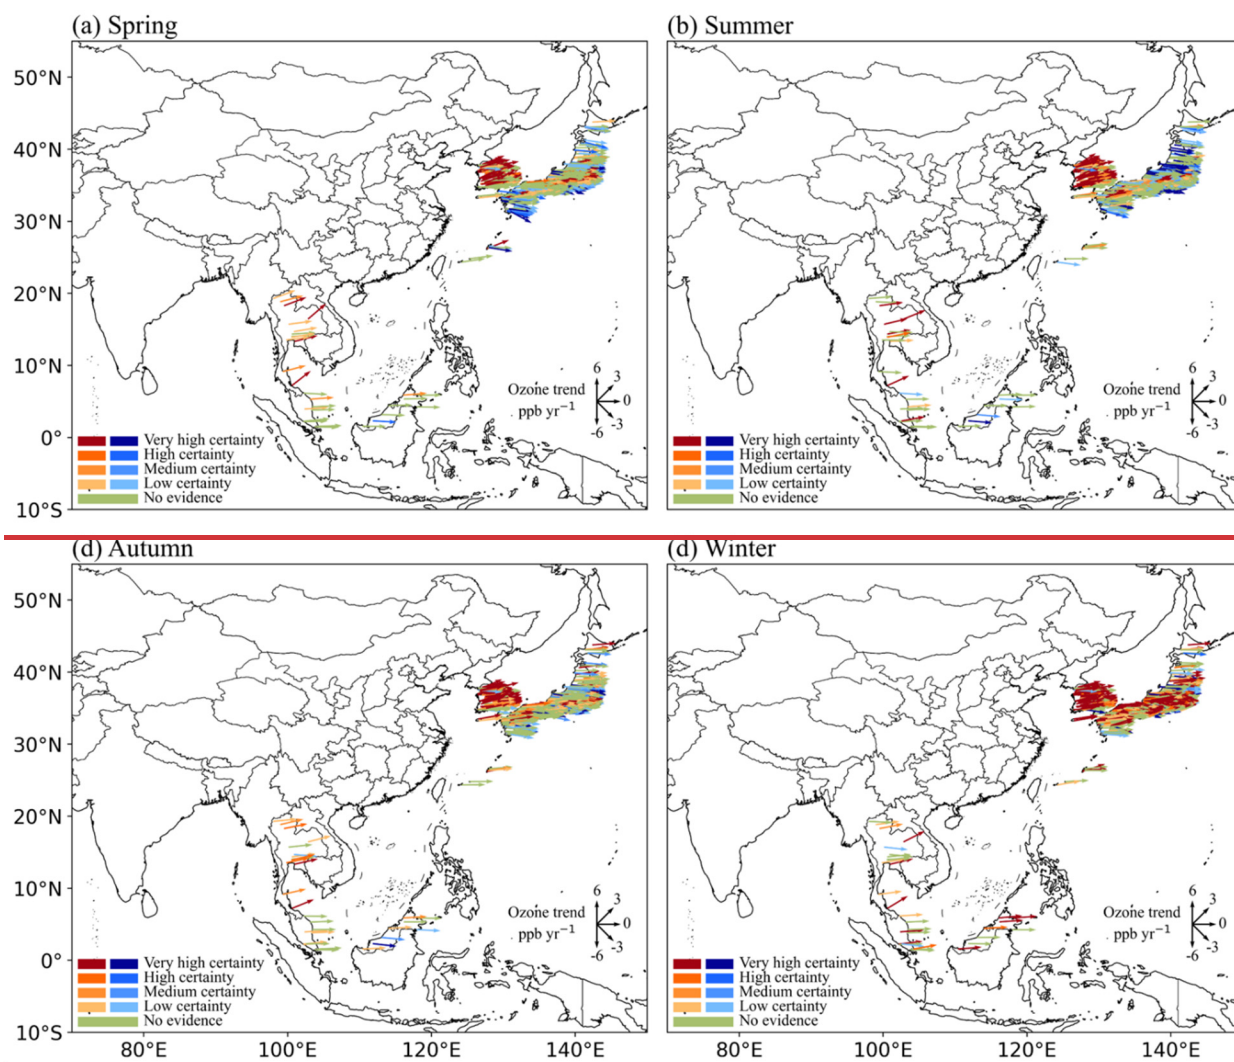 (a) Spring
(b) Summer
50°N
40°N
30°N
20°N
10°N
0°
10°S
Ozone trend
ppb yr⁻¹
6
3
0
-3
-6
Very high certainty
High certainty
Medium certainty
Low certainty
No evidence
Ozone trend
ppb yr⁻¹
6
3
0
-3
-6
Very high certainty
High certainty
Medium certainty
Low certainty
No evidence
(d) Autumn
(d) Winter
50°N
40°N
30°N
20°N
10°N
0°
10°S
Ozone trend
ppb yr⁻¹
6
3
0
-3
-6
Very high certainty
High certainty
Medium certainty
Low certainty
No evidence
Ozone trend
ppb yr⁻¹
6
3
0
-3
-6
Very high certainty
High certainty
Medium certainty
Low certainty
No evidence
80°E
100°E
120°E
140°E
80°E
100°E
120°E
140°E